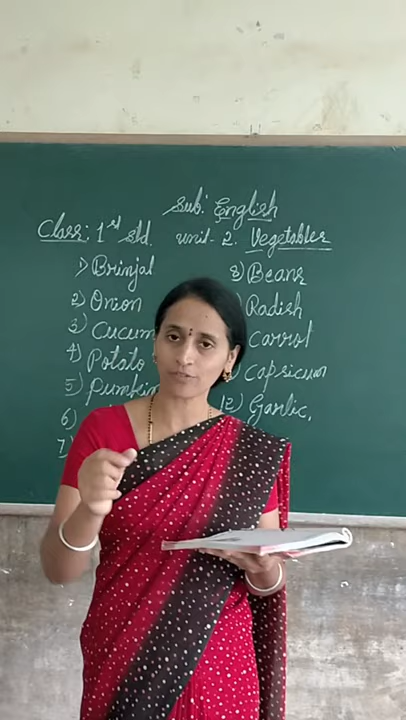 Sub: English
Class: 1st std. unit. 2. Vegetables
1) Brinjal
2) Onion
3) Cucum
4) Potato
5) Pumbkin
6)
7)
8) Beans
Radish
Carrot
Capsicum
12) Garlic.